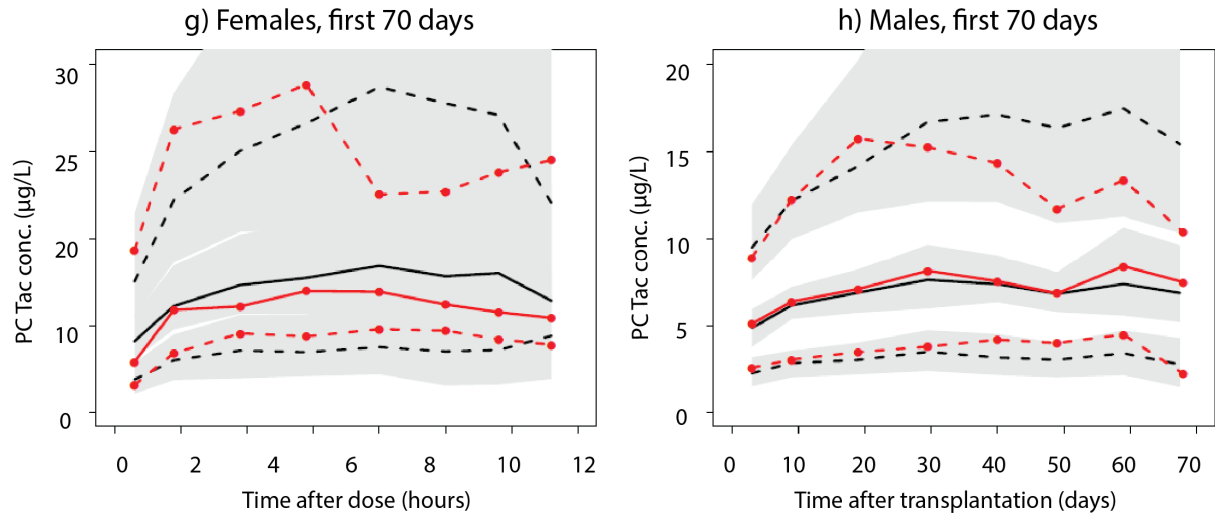 g) Females, first 70 days
PC Tac conc. (µg/L)
30
25
20
10
0
0 2 4 6 8 10 12
Time after dose (hours)
h) Males, first 70 days
PC Tac conc. (µg/L)
20
15
10
5
0
0 10 20 30 40 50 60 70
Time after transplantation (days)